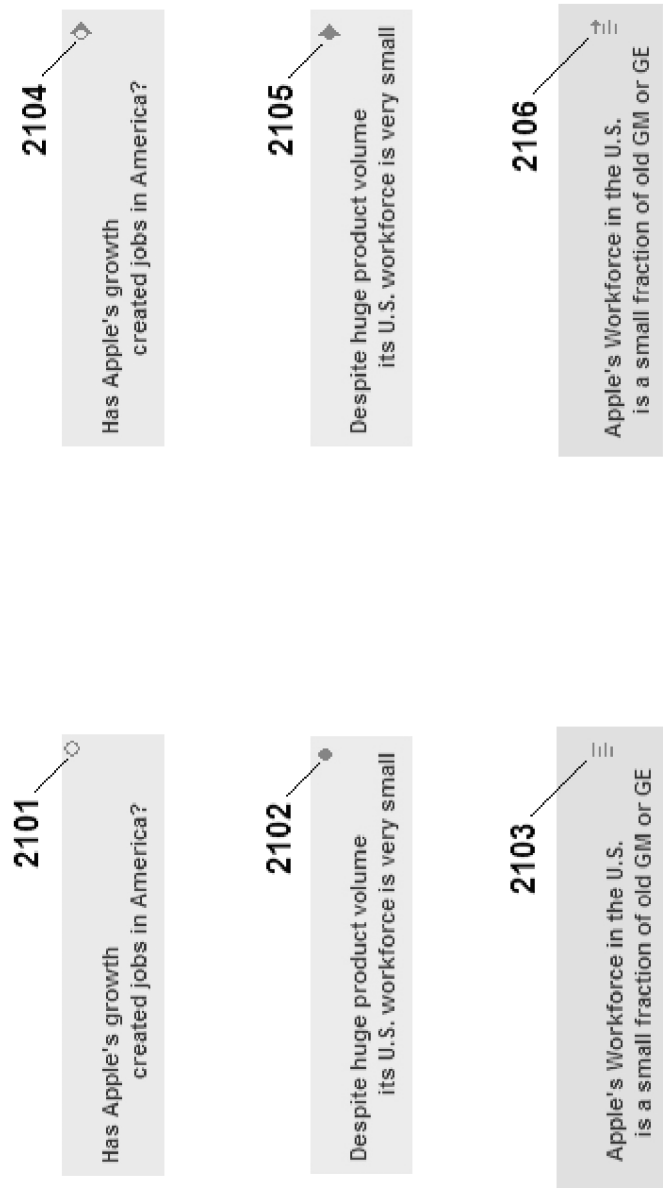 2101
Has Apple's growth
created jobs in America?
2104
Has Apple's growth
created jobs in America?
2102
Despite huge product volume
its U.S. workforce is very small
2105
Despite huge product volume
its U.S. workforce is very small
2103
Apple's Workforce in the U.S.
is a small fraction of old GM or GE
2106
Apple's Workforce in the U.S.
is a small fraction of old GM or GE